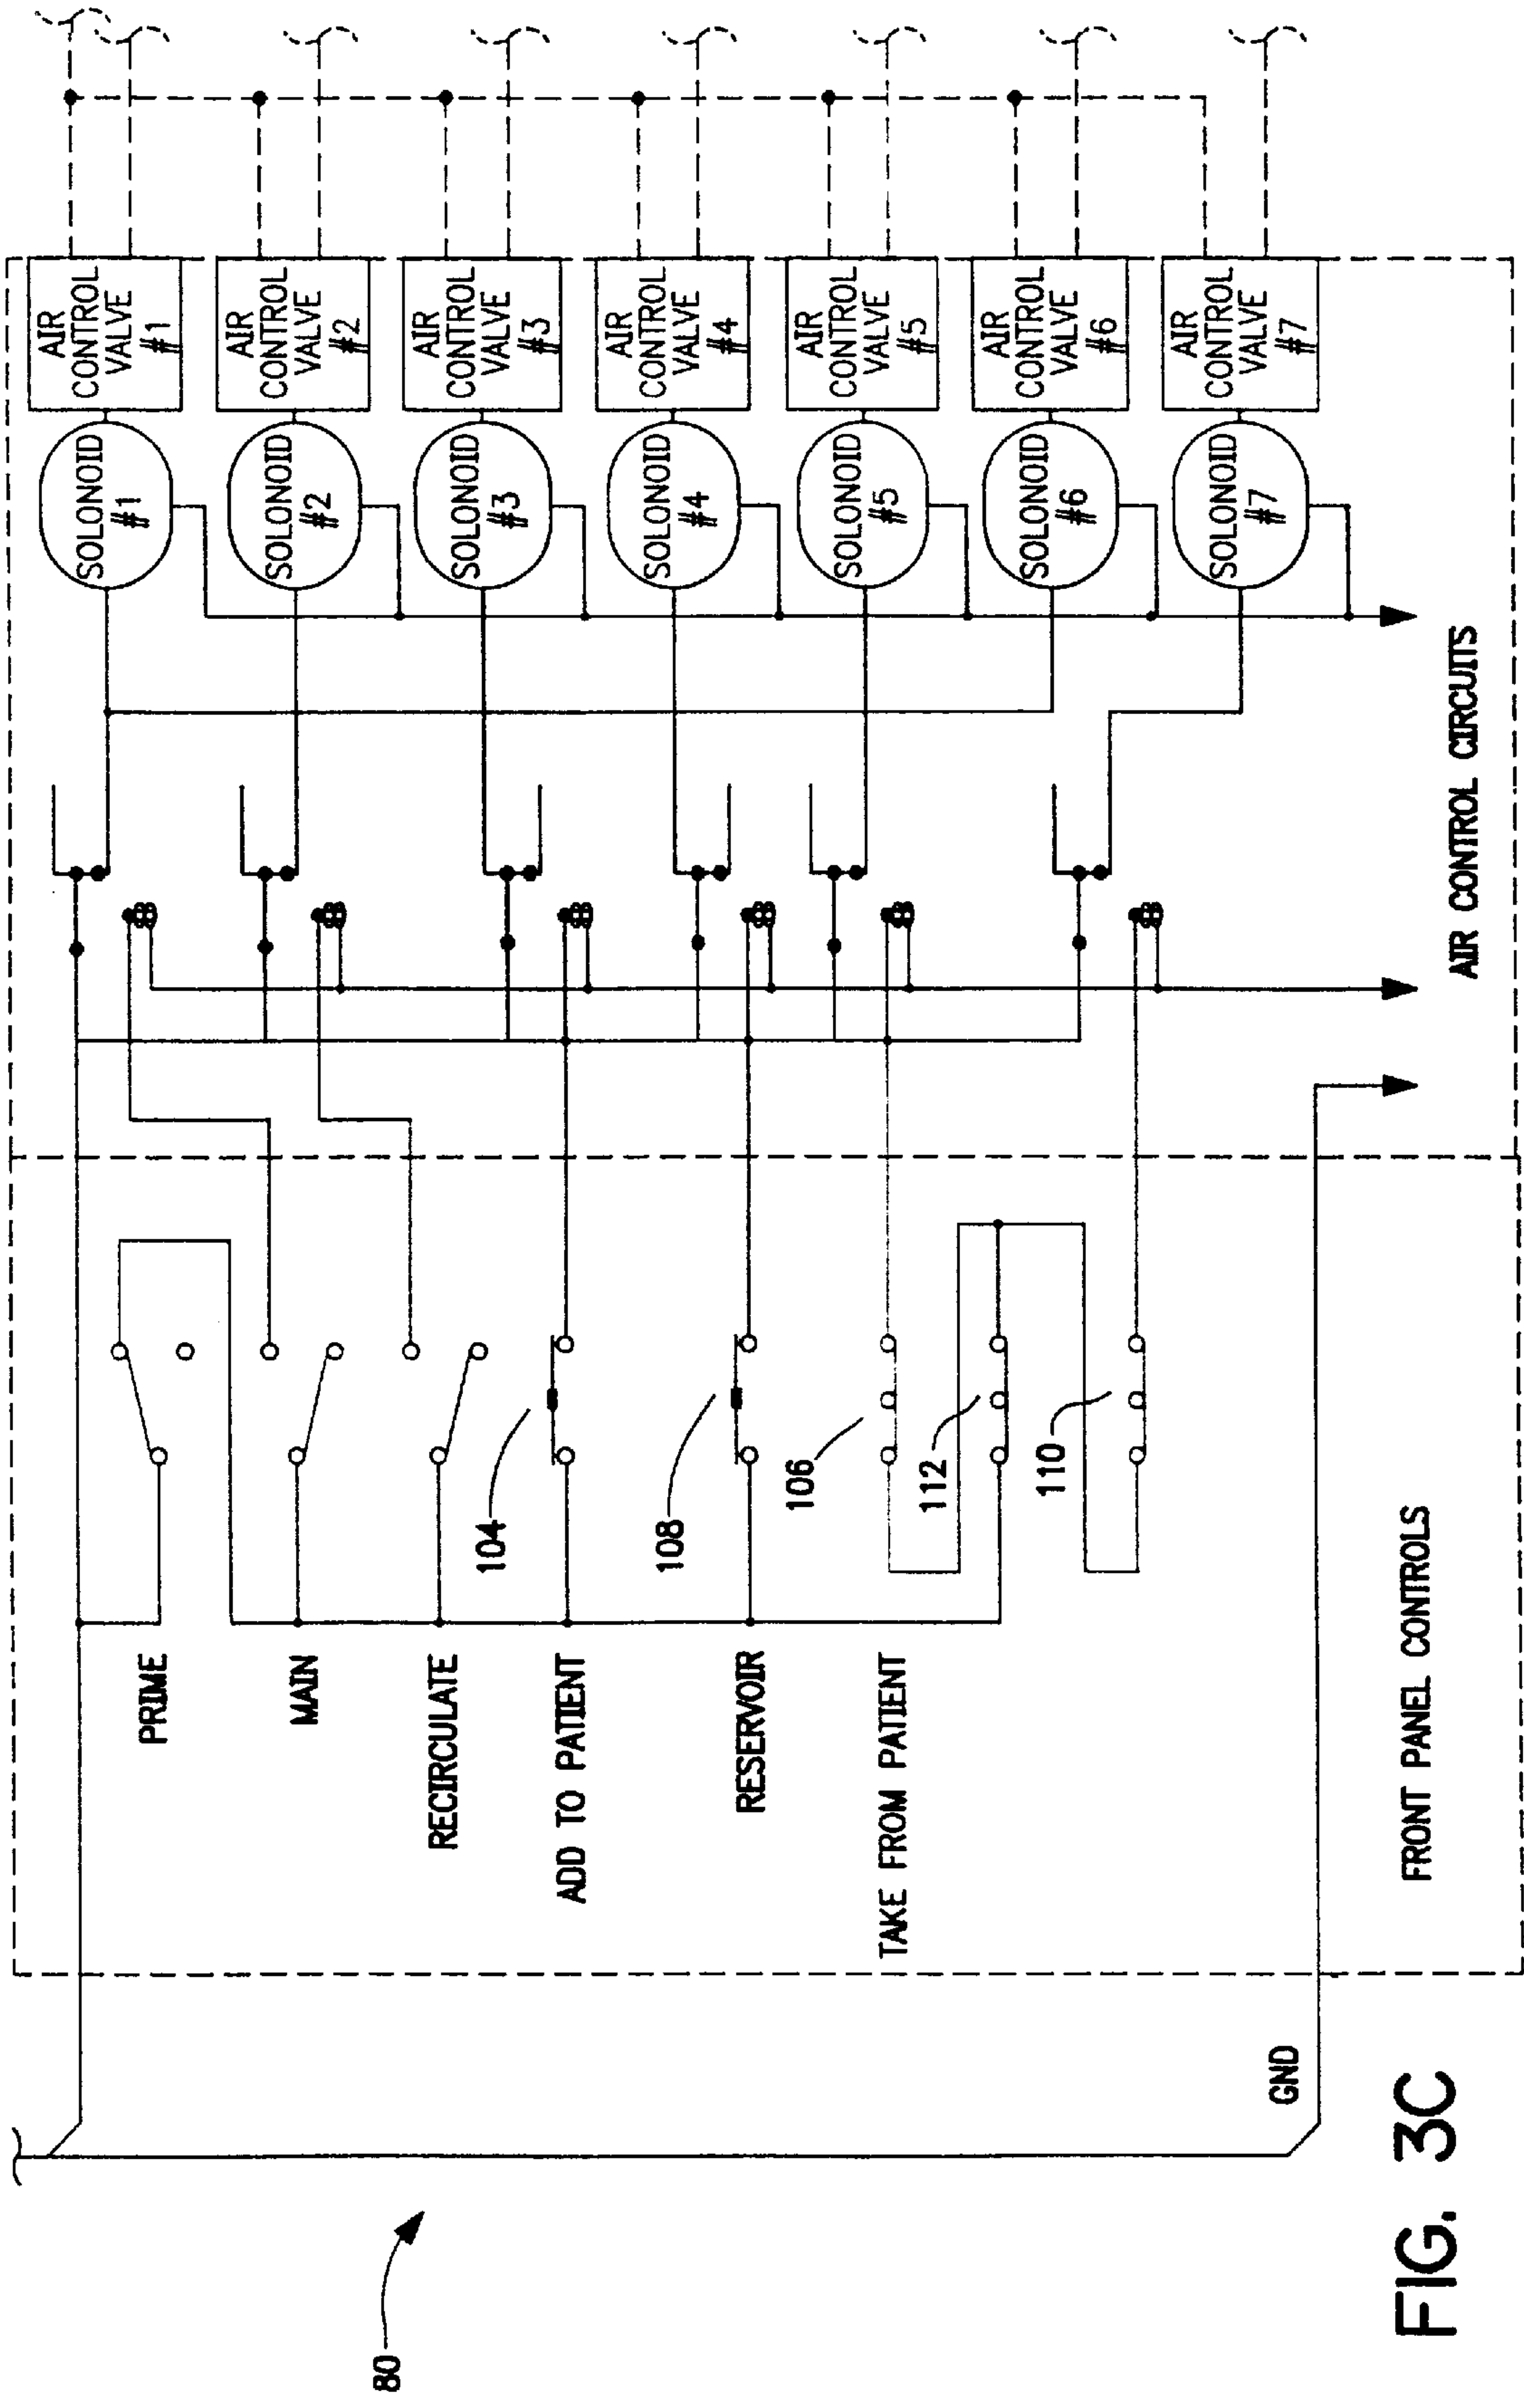 AIR
CONTROL
VALVE
#1
AIR
CONTROL
VALVE
#2
AIR
CONTROL
VALVE
#3
AIR
CONTROL
VALVE
#4
AIR
CONTROL
VALVE
#5
AIR
CONTROL
VALVE
#6
AIR
CONTROL
VALVE
#7
SOLONOID
#1
SOLONOID
#2
SOLONOID
#3
SOLONOID
#4
SOLONOID
#5
SOLONOID
#6
SOLONOID
#7
AIR CONTROL CIRCUITS
104
108
106
112
110
PRIME
MAIN
RECIRCULATE
ADD TO PATIENT
RESERVOIR
TAKE FROM PATIENT
FRONT PANEL CONTROLS
GND
80
FIG. 3C